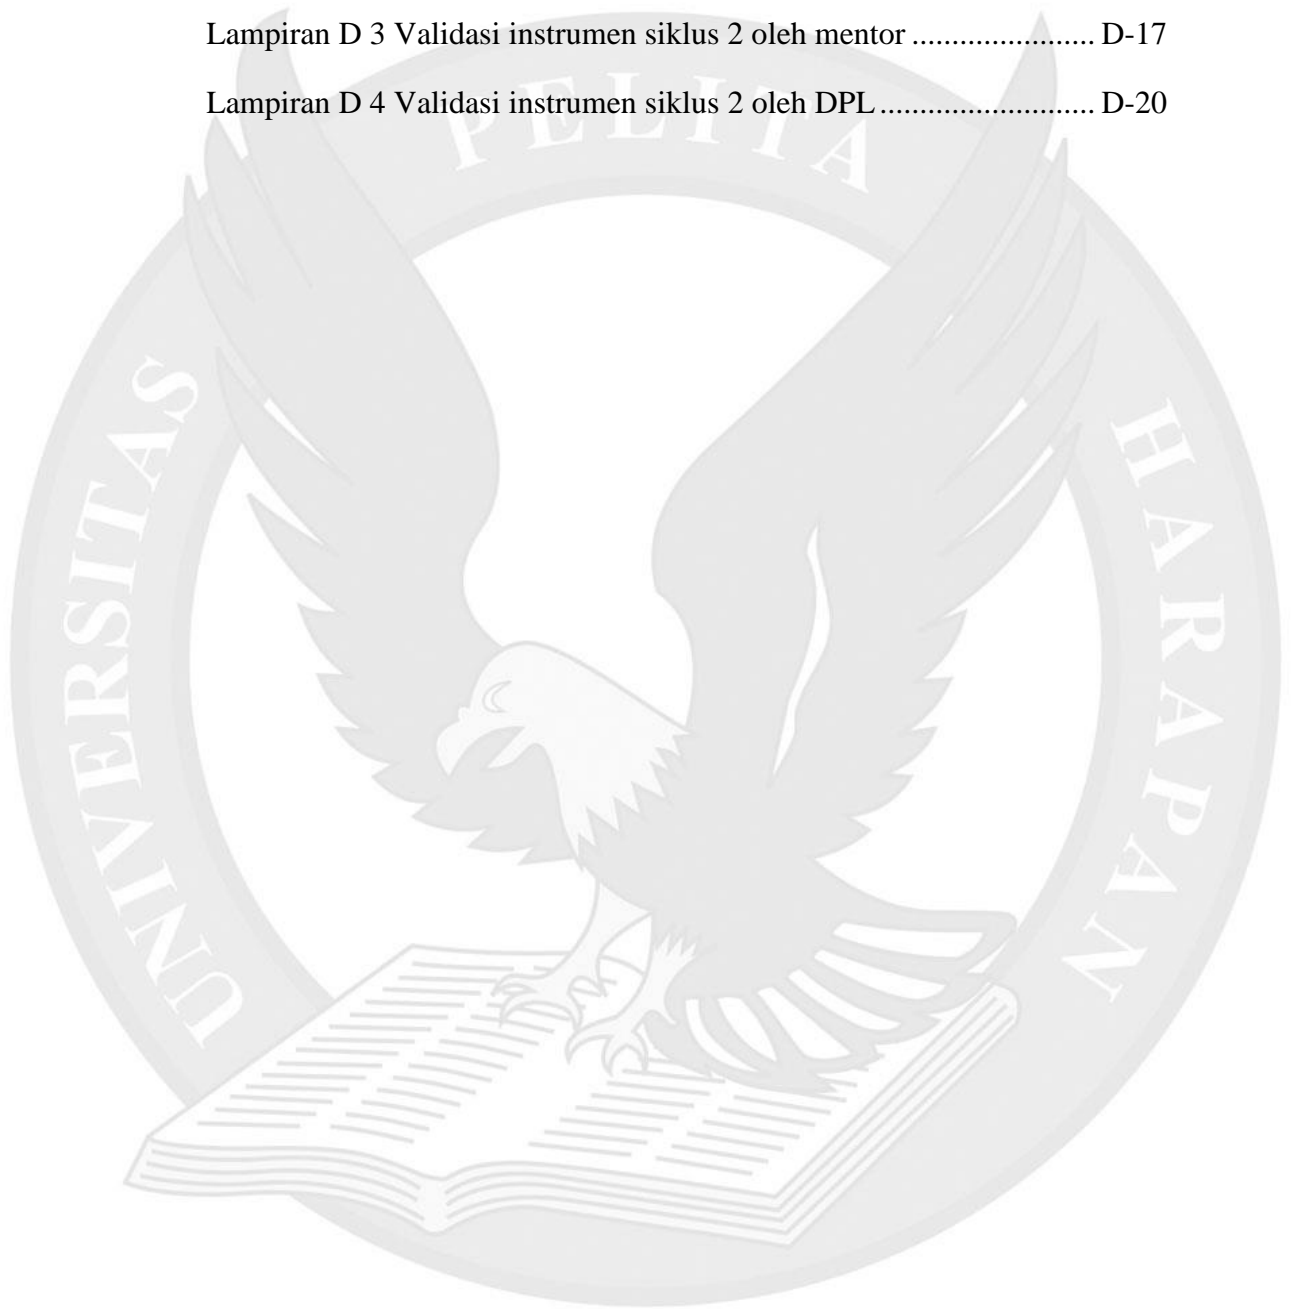 Lampiran D 3 Validasi instrumen siklus 2 oleh mentor ...................... D-17
Lampiran D 4 Validasi instrumen siklus 2 oleh DPL .......................... D-20
UNIVERSITAS PELITA HARAPAN